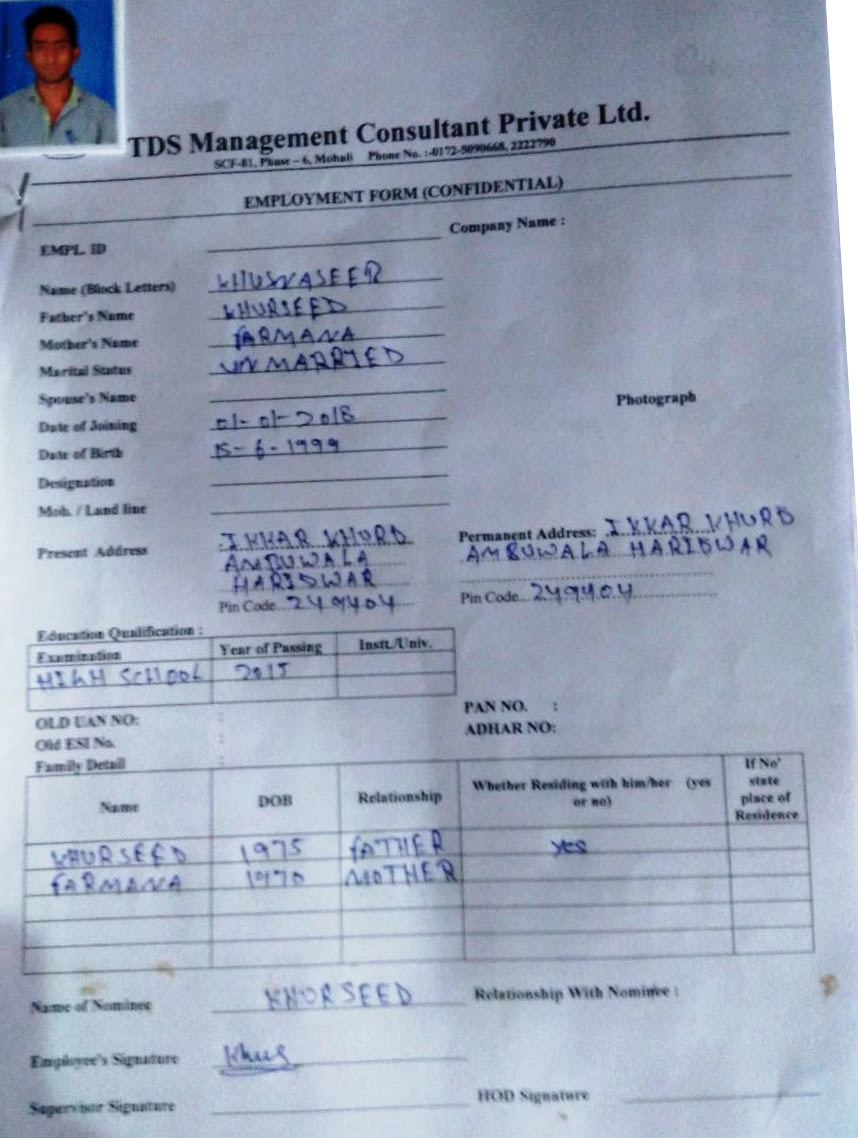 TDS Management Consultant Private Ltd.
SCF-81, Phase – 6, Mohali Phone No. :-0172-5090668, 2222790
EMPLOYMENT FORM (CONFIDENTIAL)
EMPL. ID Company Name :
Name (Block Letters) KHUSNASEER
Father's Name KHURSEED
Mother's Name FARMANA
Marital Status UNMARRIED
Spouse's Name
Photograph
Date of Joining 01-01-2018
Date of Birth 15-6-1999
Designation
Mob. / Land line
Present Address IKKAR KHURD
AMBUWALA
HARIDWAR
Pin Code 249404
Permanent Address: IKKAR KHURD
AMBUWALA HARIDWAR
Pin Code 249404
Education Qualification :
Examination Year of Passing Instt./Univ.
HIGH SCHOOL 2015
OLD UAN NO: :
Old ESI No. :
PAN NO. :
ADHAR NO:
Family Detail :
Name DOB Relationship Whether Residing with him/her (yes or no) If No' state place of Residence
KHURSEED 1975 FATHER yes
FARMANA 1970 MOTHER
Name of Nominee KHURSEED Relationship With Nominee :
Employee's Signature Khus
Supervisor Signature HOD Signature